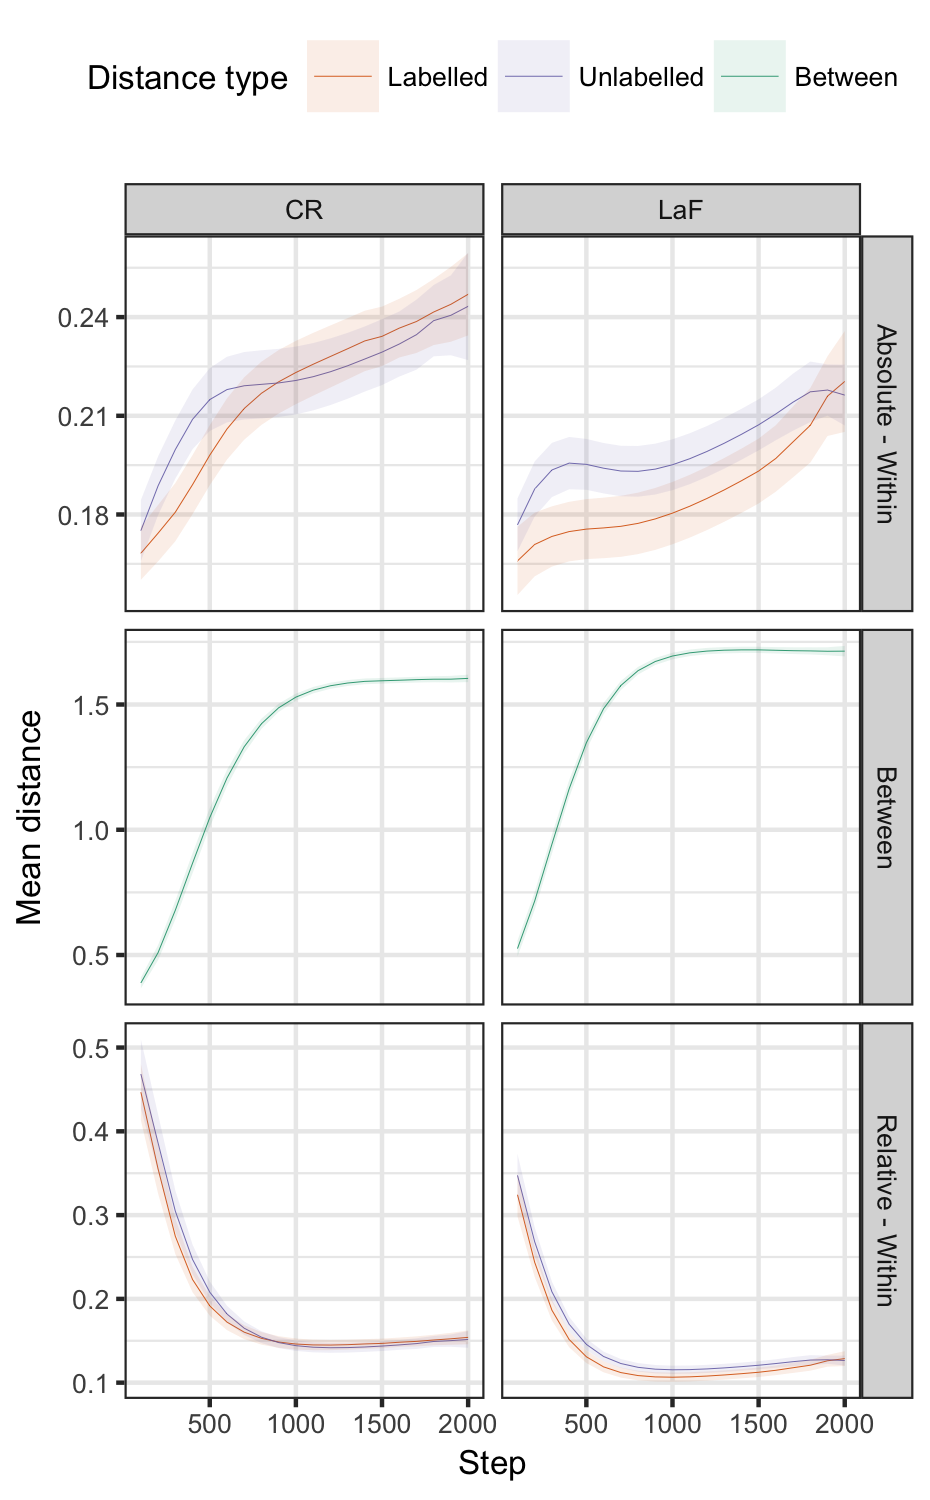 Distance type Labelled Unlabelled Between
CR LaF
0.24
0.21
0.18
Absolute - Within
1.5
1.0
0.5
Between
Mean distance
0.5
0.4
0.3
0.2
0.1
Relative - Within
500 1000 1500 2000 500 1000 1500 2000
Step